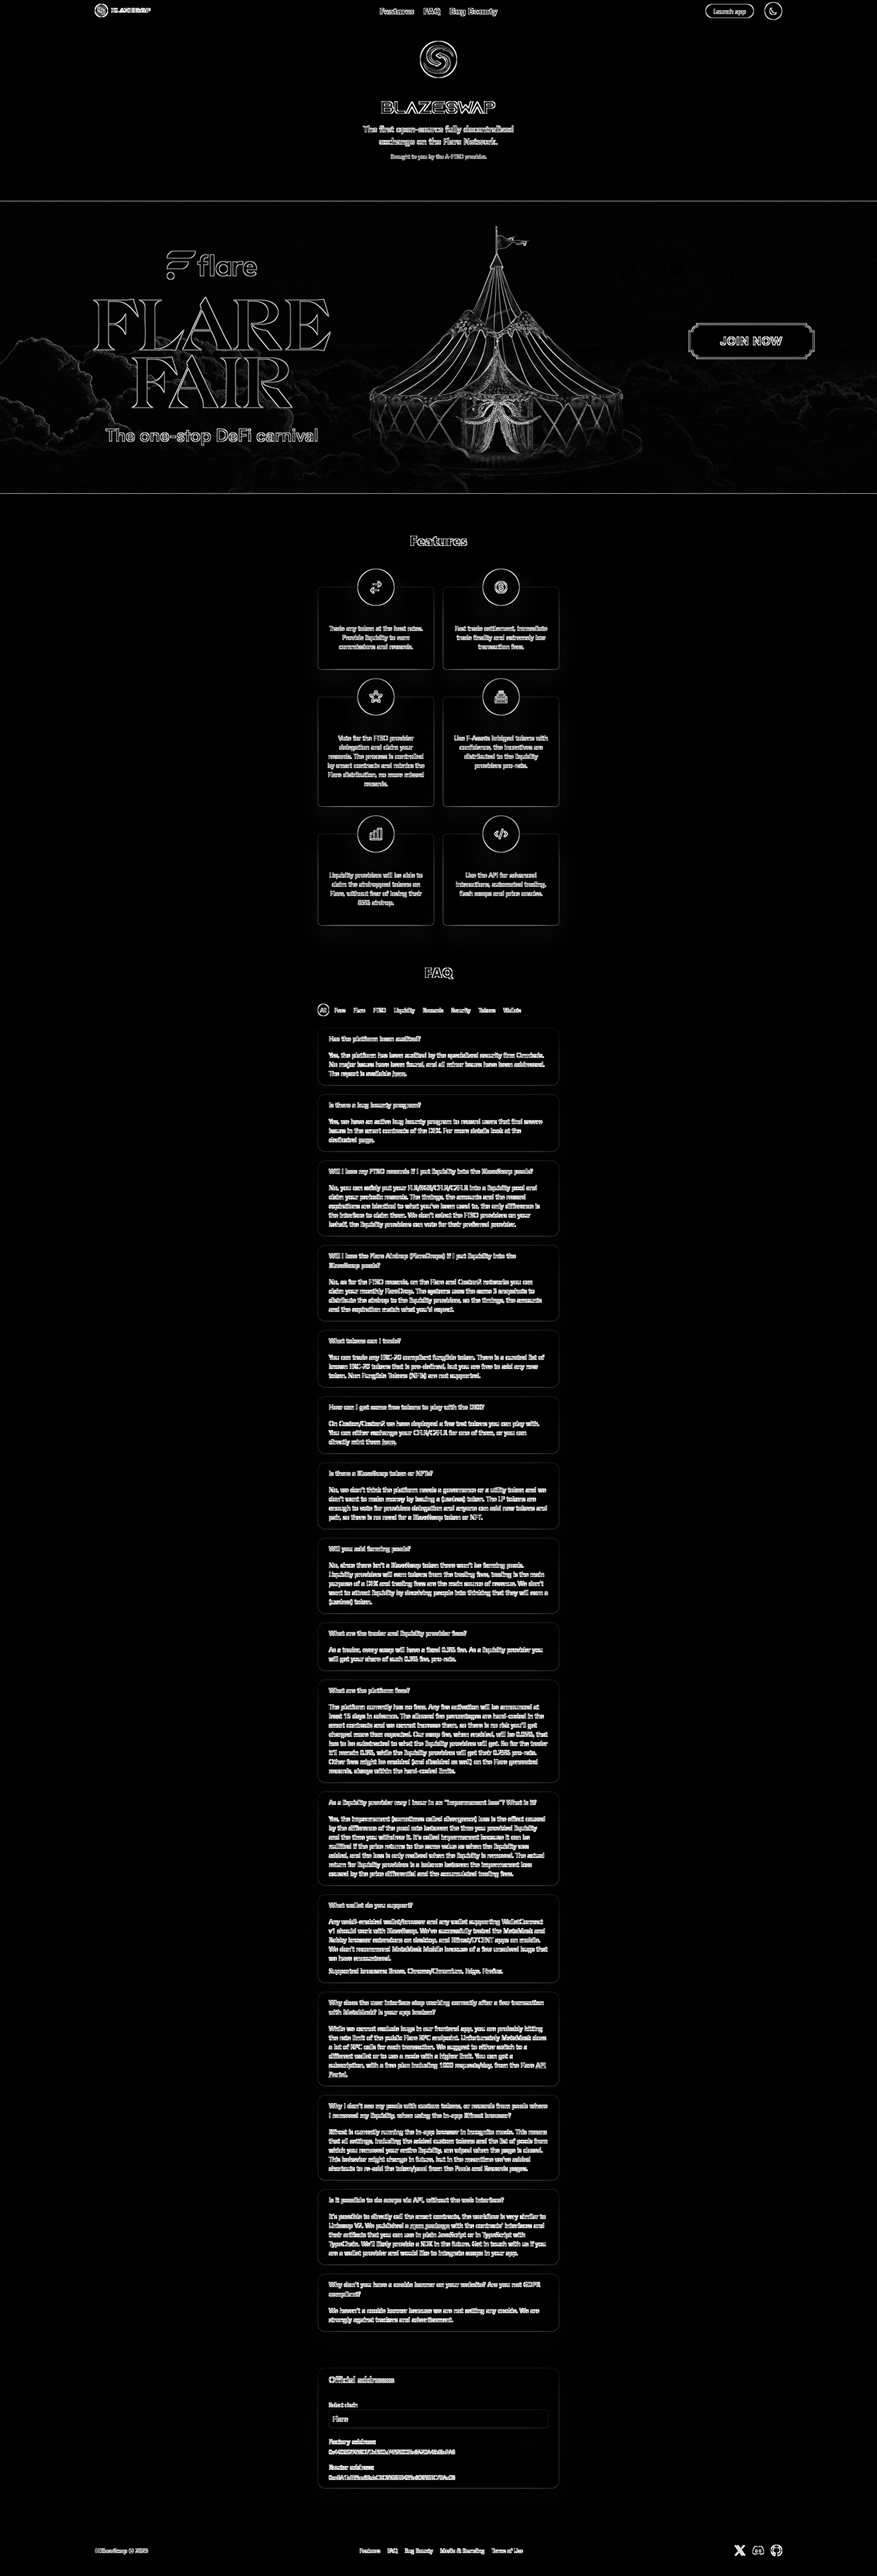 BLAZESWAP
Features FAQ Bug Bounty
Launch app
BLAZESWAP
The first open-source fully decentralized
exchange on the Flare Network.
Brought to you by the A-FTSO provider.
flare
FLARE
FAIR
The one-stop DeFi carnival
JOIN NOW
Features
Trade any token at the best rates.
Provide liquidity to earn
commissions and rewards.
Fast trade settlement, immediate
trade finality and extremely low
transaction fees.
Vote for the FTSO provider
delegation and claim your
rewards. The process is controlled
by smart contracts and mimics the
Flare distribution, no more missed
rewards.
Use F-Assets bridged tokens with
confidence, the incentives are
distributed to the liquidity
providers pro-rata.
Liquidity providers will be able to
claim the airdropped tokens on
Flare, without fear of losing their
85% airdrop.
Use the API for advanced
interactions, automated trading,
flash swaps and price oracles.
FAQ
All Fees Flare FTSO Liquidity Rewards Security Tokens Wallets
Has the platform been audited?
Yes, the platform has been audited by the specialized security firm
No major issues have been found, and all minor issues have been addressed.
The report is available here.
Is there a bug bounty program?
Yes, we have an active bug bounty program to reward users that find severe
issues in the smart contracts of the DEX. For more details look at the
dedicated page.
Will I lose my FTSO rewards if I put liquidity into the BlazeSwap pools?
No, you can safely put your FLR/SGB/CFLR/C2FLR into a liquidity pool and
claim your periodic rewards. The timings, the amounts and the reward
expirations are identical to what you've been used to, the only difference is
the interface to claim them. We don't select the FTSO providers on your
behalf, the liquidity providers can vote for their preferred provider.
Will I lose the Flare Airdrop (FlareDrops) if I put liquidity into the
BlazeSwap pools?
No, as for the FTSO rewards, on the Flare and Coston2 networks you can
claim your monthly FlareDrop. The systems uses the same 3 snapshots to
distribute the airdrop to the liquidity providers, so the timings, the amounts
and the expiration match what you'd expect.
What tokens can I trade?
You can trade any ERC-20 compliant fungible token. There is a curated list of
known ERC-20 tokens that is pre-defined, but you are free to add any new
token. Non Fungible Tokens (NFTs) are not supported.
How can I get some free tokens to play with the DEX?
On Coston/Coston2 we have deployed a few test tokens you can play with.
You can either exchange your CFLR/C2FLR for one of them, or you can
directly mint them here.
Is there a BlazeSwap token or NFTs?
No, we don't think the platform needs a governance or a utility token and we
don't want to make money by issuing a (useless) token. The LP tokens are
enough to vote for providers delegation and anyone can add new tokens and
pair, so there is no need for a BlazeSwap token or NFT.
Will you add farming pools?
No, since there isn't a BlazeSwap token there won't be farming pools.
Liquidity providers will earn tokens from the trading fees, trading is the main
purpose of a DEX and trading fees are the main source of revenue. We don't
want to attract liquidity by deceiving people into thinking that they will earn a
(useless) token.
What are the trader and liquidity provider fees?
As a trader, every swap will have a fixed 0.3% fee. As a liquidity provider you
will get your share of such 0.3% fee, pro-rata.
What are the platform fees?
The platform currently has no fees. Any fee activation will be announced at
least 15 days in advance. The allowed fee percentages are hard-coded in the
smart contracts and we cannot increase them, so there is no risk you'll get
charged more than expected. Our swap fee, when enabled, will be 0.05%, that
has to be subtracted to what the liquidity providers will get. So for the trader
it'll remain 0.3%, while the liquidity providers will get their 0.25% pro-rata.
Other fees might be enabled (and disabled as well) on the Flare generated
rewards, always within the hard-coded limits.
As a liquidity provider may I incur in an "impermanent loss"? What is it?
Yes, the impermanent (sometimes called divergence) loss is the effect caused
by the difference of the pool rate between the time you provided liquidity
and the time you withdrew it. It's called impermanent because it can be
nullified if the price returns to the same value as when the liquidity was
added, and the loss is only realized when the liquidity is removed. The actual
return for liquidity providers is a balance between the impermanent loss
caused by the price differential and the accumulated trading fees.
What wallet do you support?
Any web3-enabled wallet/browser and any wallet supporting WalletConnect
v1 should work with BlazeSwap. We've successfully tested the MetaMask and
Rabby browser extensions on desktop, and Bifrost/D'CENT apps on mobile.
We don't recommend MetaMask Mobile because of a few unsolved bugs that
we have encountered.
Supported browsers: Brave, Chrome/Chromium, Edge, Firefox.
Why does the user interface stop working correctly after a few transaction
with MetaMask? Is your app broken?
While we cannot exclude bugs in our frontend app, you are probably hitting
the rate limit of the public Flare RPC endpoint. Unfortunately MetaMask does
a lot of RPC calls for each transaction. We suggest to either switch to a
different wallet or to use a node with a higher limit. You can get a
subscription, with a free plan including 1000 requests/day, from the Flare API
Portal.
Why I don't see my pools with custom tokens, or rewards from pools where
I removed my liquidity, when using the in-app Bifrost browser?
Bifrost is currently running the in-app browser in incognito mode. This means
that all settings, including the added custom tokens and the list of pools from
which you removed your entire liquidity, are wiped when the page is closed.
This behavior might change in future, but in the meantime we've added
shortcuts to re-add the token/pool from the Pools and Rewards pages.
Is it possible to do swaps via API, without the web interface?
It's possible to directly call the smart contracts, the workflow is very similar to
Uniswap V2. We published a npm package with the contracts' interfaces and
their artifacts that you can use in plain JavaScript or in TypeScript with
TypeChain. We'll likely provide a SDK in the future. Get in touch with us if you
are a wallet provider and would like to integrate swaps in your app.
Why don't you have a cookie banner on your website? Are you not GDPR
compliant?
We haven't a cookie banner because we are not setting any cookie. We are
strongly against trackers and advertisement.
Official addresses
Select chain:
Flare
Factory address:
Router address:
©BlazeSwap @
Features FAQ Bug Bounty Media & Branding Terms of Use